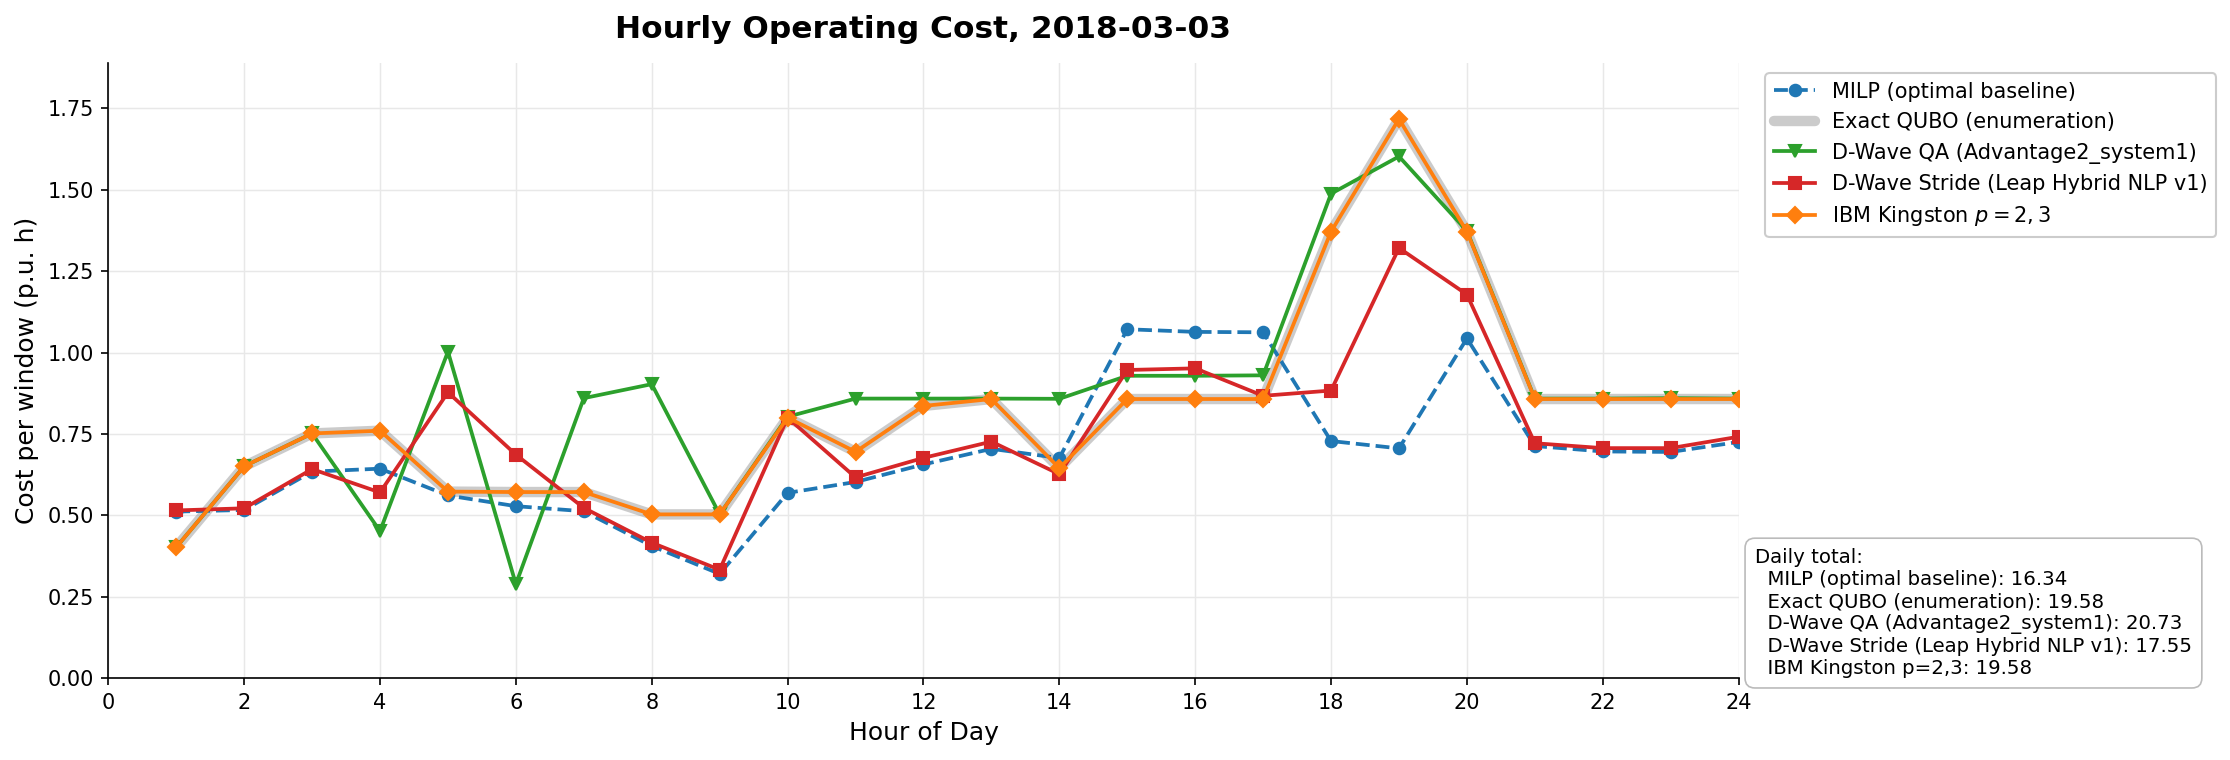 Hourly Operating Cost, 2018-03-03
Cost per window (p.u. h)
1.75
1.50
1.25
1.00
0.75
0.50
0.25
0.00
0 2 4 6 8 10 12 14 16 18 20 22 24
Hour of Day
MILP (optimal baseline)
Exact QUBO (enumeration)
D-Wave QA (Advantage2_system1)
D-Wave Stride (Leap Hybrid NLP v1)
IBM Kingston p = 2, 3
Daily total:
MILP (optimal baseline): 16.34
Exact QUBO (enumeration): 19.58
D-Wave QA (Advantage2_system1): 20.73
D-Wave Stride (Leap Hybrid NLP v1): 17.55
IBM Kingston p=2,3: 19.58